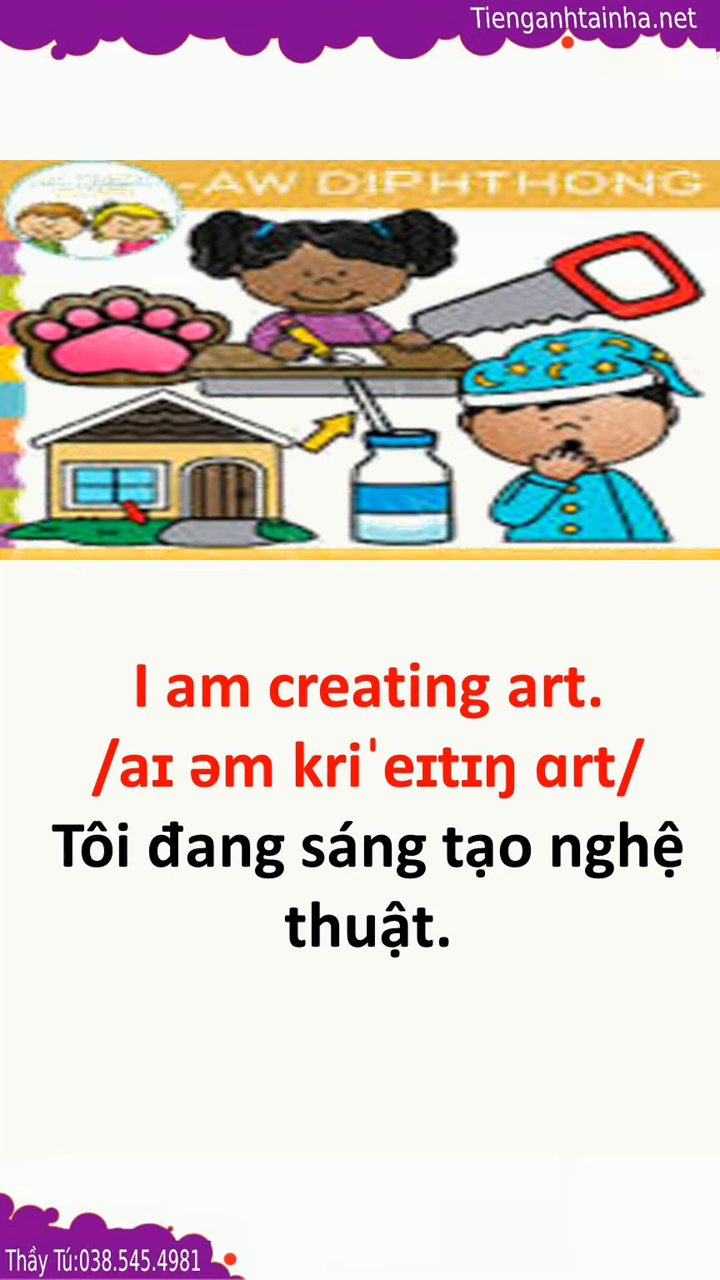 Tienganhtainha.net
-AW DIPHTHONG
I am creating art.
/aɪ əm kriˈeɪtɪŋ ɑrt/
Tôi đang sáng tạo nghệ
thuật.
Thầy Tú:038.545.4981